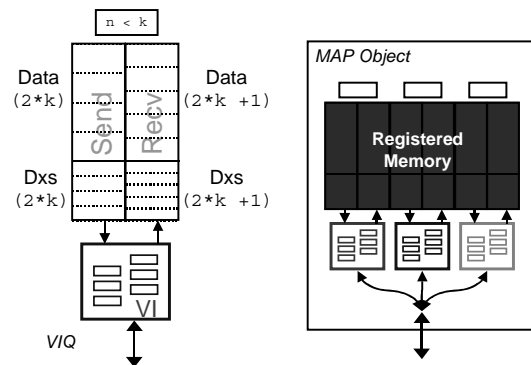 n < k
Data
(2*k)
Send
Recv
Data
(2*k +1)
Dxs
(2*k)
Dxs
(2*k +1)
VI
VIQ
MAP Object
Registered
Memory